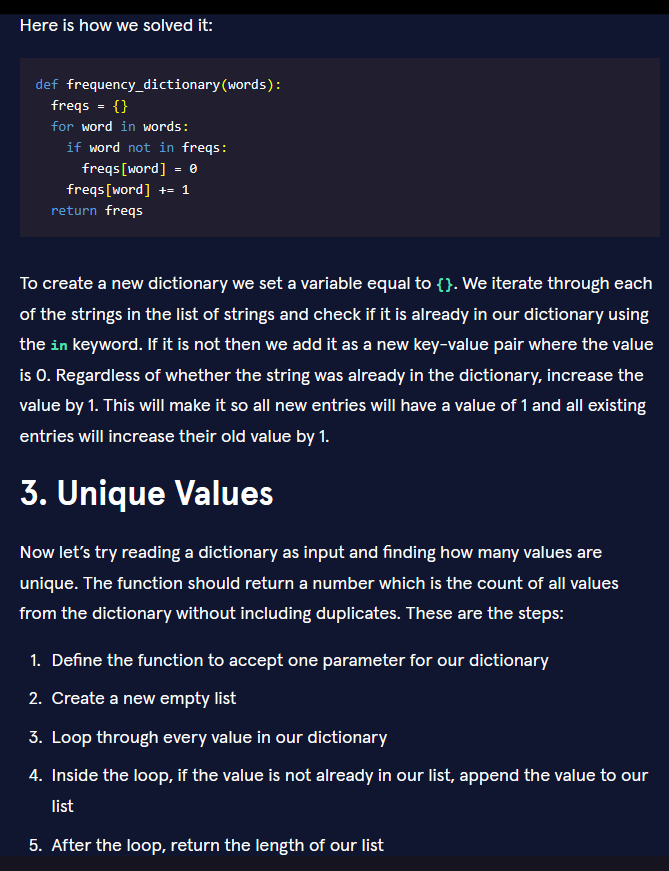 Here is how we solved it:
def frequency_dictionary(words):
  freqs = {}
  for word in words:
    if word not in freqs:
      freqs[word] = 0
    freqs[word] += 1
  return freqs
To create a new dictionary we set a variable equal to {}. We iterate through each
of the strings in the list of strings and check if it is already in our dictionary using
the in keyword. If it is not then we add it as a new key-value pair where the value
is 0. Regardless of whether the string was already in the dictionary, increase the
value by 1. This will make it so all new entries will have a value of 1 and all existing
entries will increase their old value by 1.
3. Unique Values
Now let’s try reading a dictionary as input and finding how many values are
unique. The function should return a number which is the count of all values
from the dictionary without including duplicates. These are the steps:
1. Define the function to accept one parameter for our dictionary
2. Create a new empty list
3. Loop through every value in our dictionary
4. Inside the loop, if the value is not already in our list, append the value to our
list
5. After the loop, return the length of our list